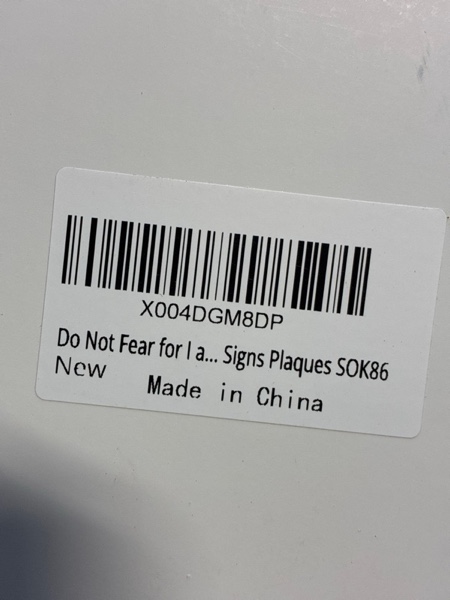 X004DGM8DP
Do Not Fear for I a... Signs Plaques SOK86
New
Made in China